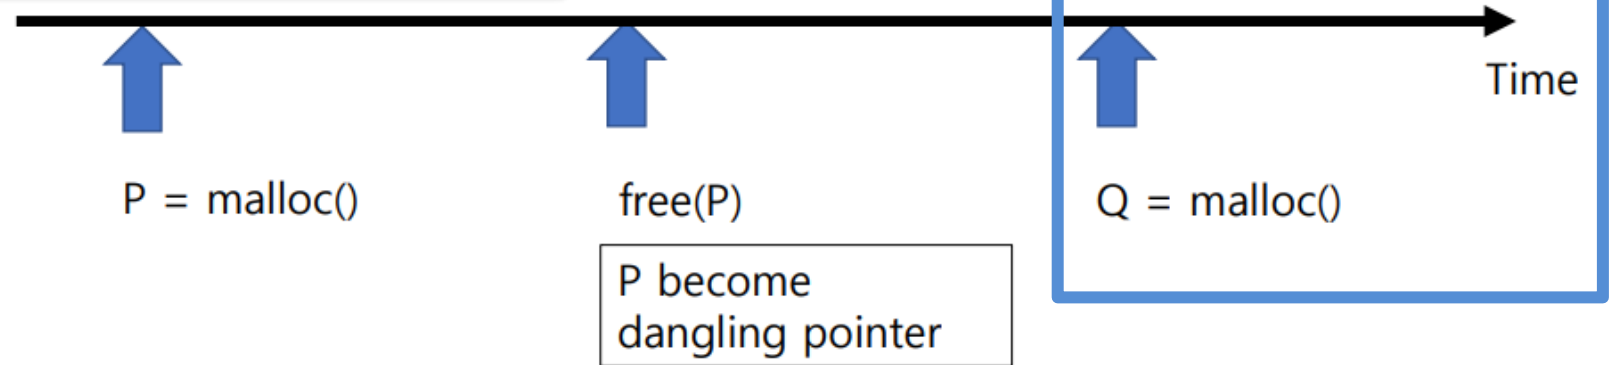 Time
P = malloc()
free(P)
Q = malloc()
P become
dangling pointer